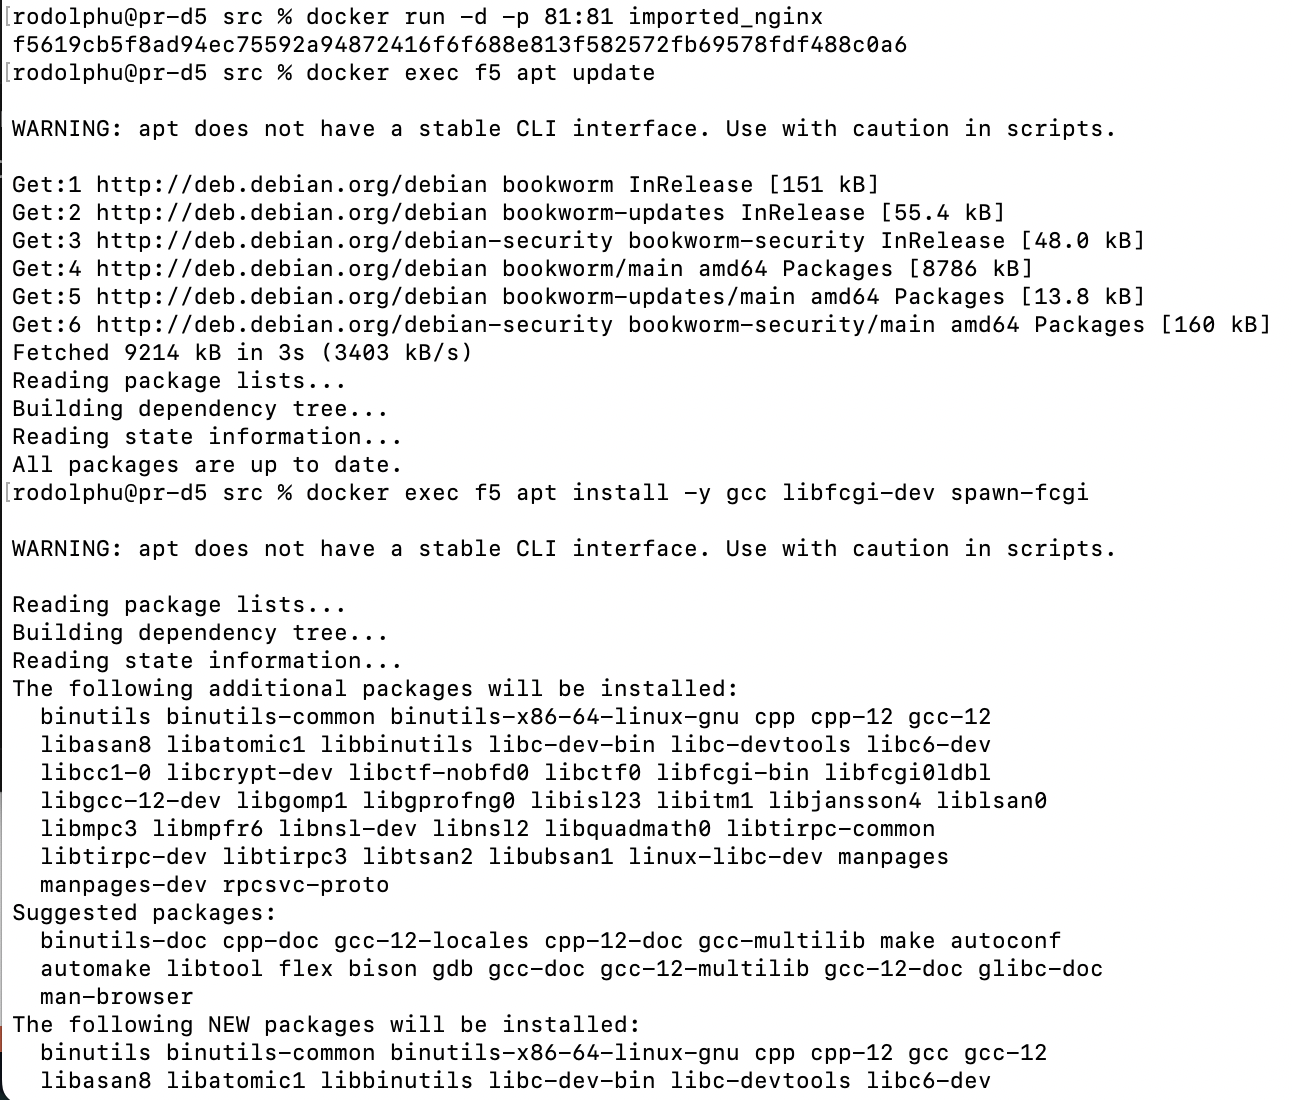 [rodolphu@pr-d5 src % docker run -d -p 81:81 imported_nginx
f5619cb5f8ad94ec75592a94872416f6f688e813f582572fb69578fdf488c0a6
[rodolphu@pr-d5 src % docker exec f5 apt update
WARNING: apt does not have a stable CLI interface. Use with caution in scripts.
Get:1 http://deb.debian.org/debian bookworm InRelease [151 kB]
Get:2 http://deb.debian.org/debian bookworm-updates InRelease [55.4 kB]
Get:3 http://deb.debian.org/debian-security bookworm-security InRelease [48.0 kB]
Get:4 http://deb.debian.org/debian bookworm/main amd64 Packages [8786 kB]
Get:5 http://deb.debian.org/debian bookworm-updates/main amd64 Packages [13.8 kB]
Get:6 http://deb.debian.org/debian-security bookworm-security/main amd64 Packages [160 kB]
Fetched 9214 kB in 3s (3403 kB/s)
Reading package lists...
Building dependency tree...
Reading state information...
All packages are up to date.
[rodolphu@pr-d5 src % docker exec f5 apt install -y gcc libfcgi-dev spawn-fcgi
WARNING: apt does not have a stable CLI interface. Use with caution in scripts.
Reading package lists...
Building dependency tree...
Reading state information...
The following additional packages will be installed:
binutils binutils-common binutils-x86-64-linux-gnu cpp cpp-12 gcc-12
libasan8 libatomic1 libbinutils libc-dev-bin libc-devtools libc6-dev
libcc1-0 libcrypt-dev libctf-nobfd0 libctf0 libfcgi-bin libfcgi0ldbl
libgcc-12-dev libgomp1 libgprofng0 libisl23 libitm1 libjansson4 liblsan0
libmpc3 libmpfr6 libnsl-dev libnsl2 libquadmath0 libtirpc-common
libtirpc-dev libtirpc3 libtsan2 libubsan1 linux-libc-dev manpages
manpages-dev rpcsvc-proto
Suggested packages:
binutils-doc cpp-doc gcc-12-locales cpp-12-doc gcc-multilib make autoconf
automake libtool flex bison gdb gcc-doc gcc-12-multilib gcc-12-doc glibc-doc
man-browser
The following NEW packages will be installed:
binutils binutils-common binutils-x86-64-linux-gnu cpp cpp-12 gcc gcc-12
libasan8 libatomic1 libbinutils libc-dev-bin libc-devtools libc6-dev